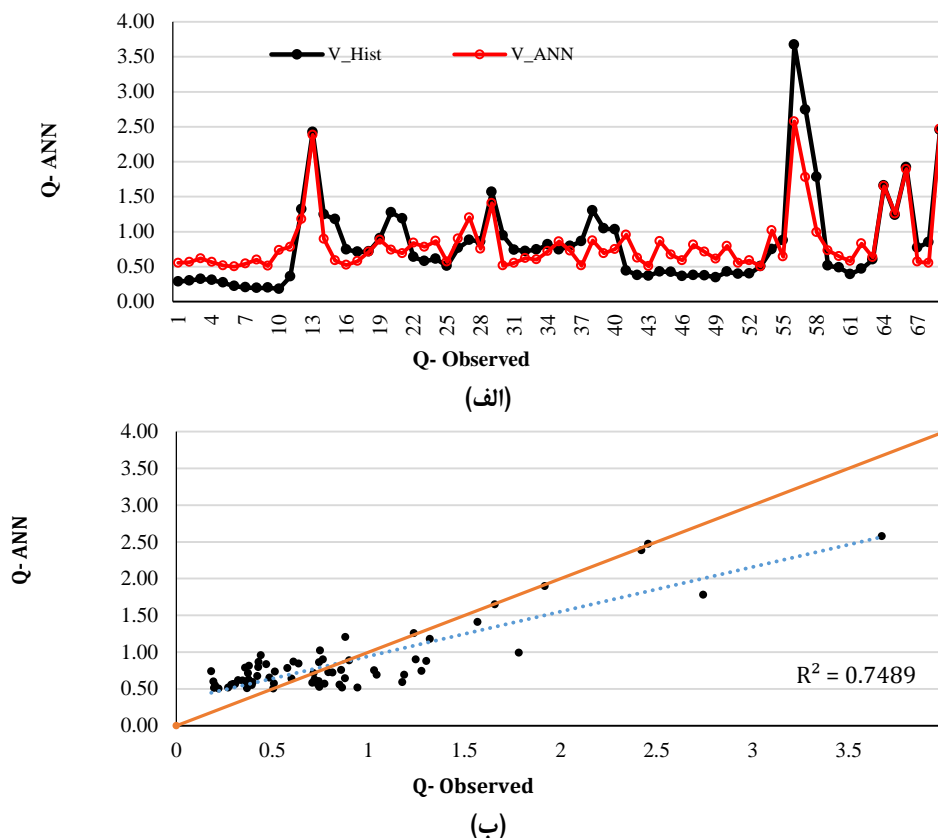 4.00
3.50
3.00
2.50
2.00
1.50
1.00
0.50
0.00
Q- ANN
V_Hist V_ANN
1 4 7 10 13 16 19 22 25 28 31 34 37 40 43 46 49 52 55 58 61 64 67
Q- Observed
(الف)
4.00
3.50
3.00
2.50
2.00
1.50
1.00
0.50
0.00
Q- ANN
R² = 0.7489
0 0.5 1 1.5 2 2.5 3 3.5
Q- Observed
(ب)